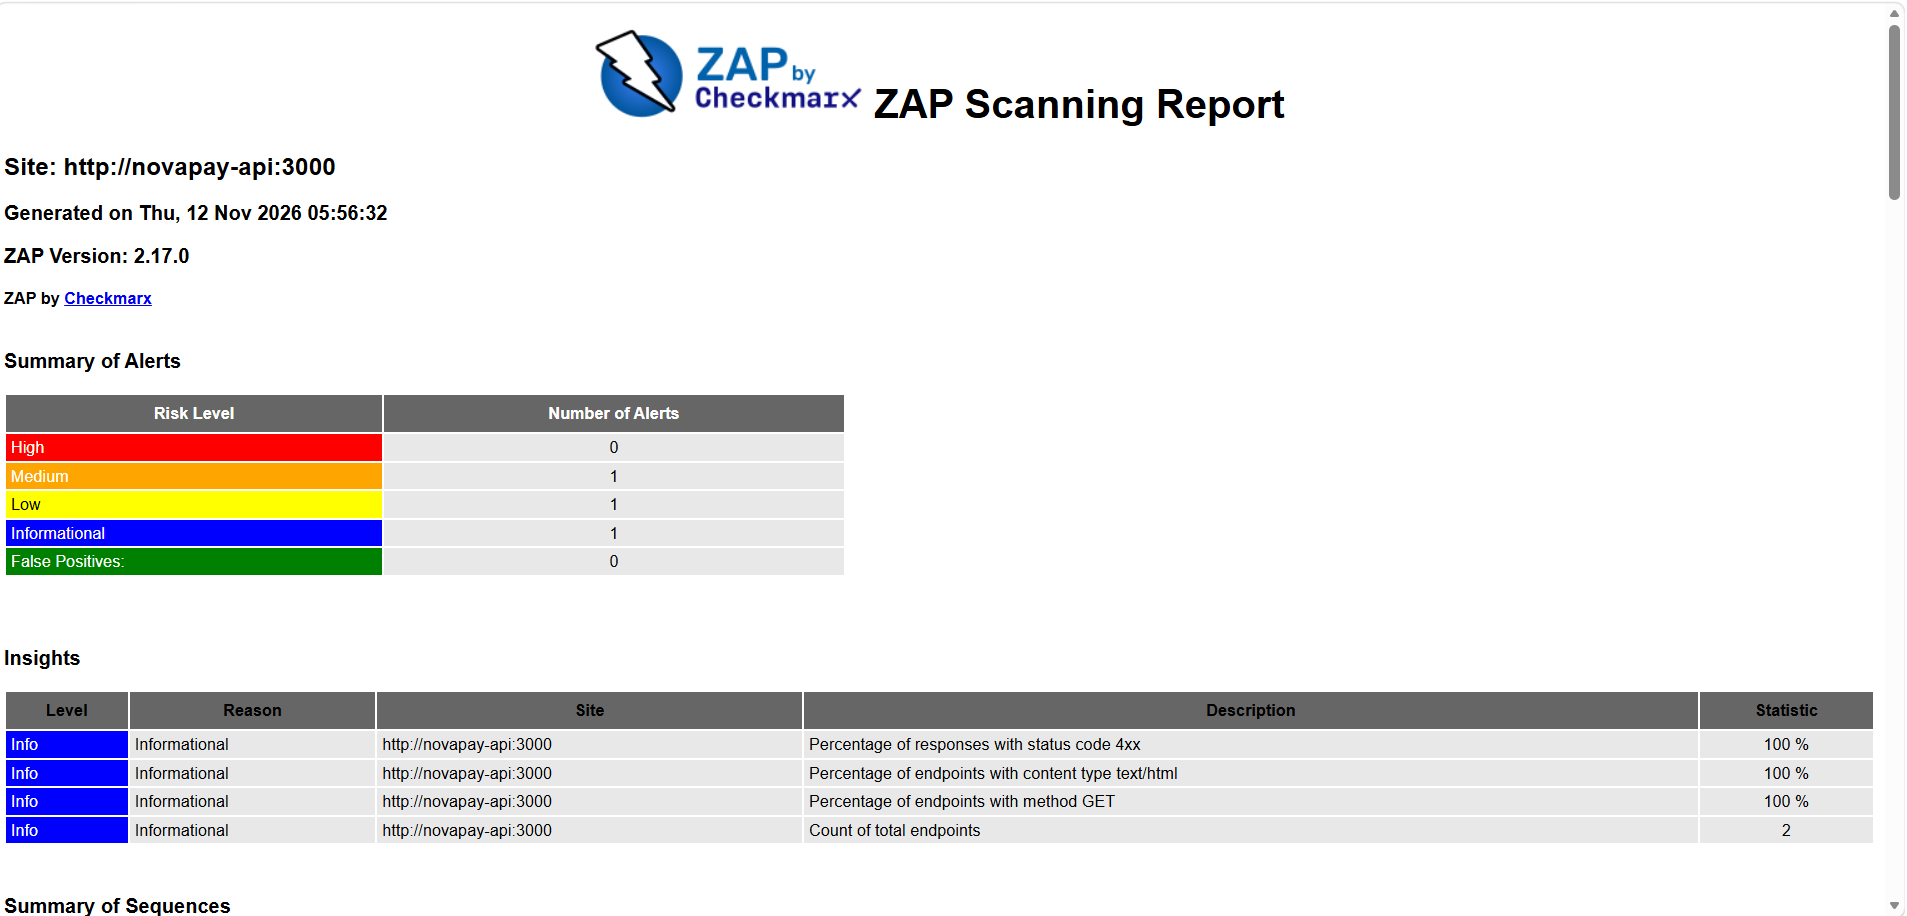 ZAP by
Checkmarx ZAP Scanning Report
Site: http://novapay-api:3000
Generated on Thu, 12 Nov 2026 05:56:32
ZAP Version: 2.17.0
ZAP by Checkmarx
Summary of Alerts
Risk Level Number of Alerts
High 0
Medium 1
Low 1
Informational 1
False Positives: 0
Insights
Level Reason Site Description Statistic
Info Informational http://novapay-api:3000 Percentage of responses with status code 4xx 100 %
Info Informational http://novapay-api:3000 Percentage of endpoints with content type text/html 100 %
Info Informational http://novapay-api:3000 Percentage of endpoints with method GET 100 %
Info Informational http://novapay-api:3000 Count of total endpoints 2
Summary of Sequences